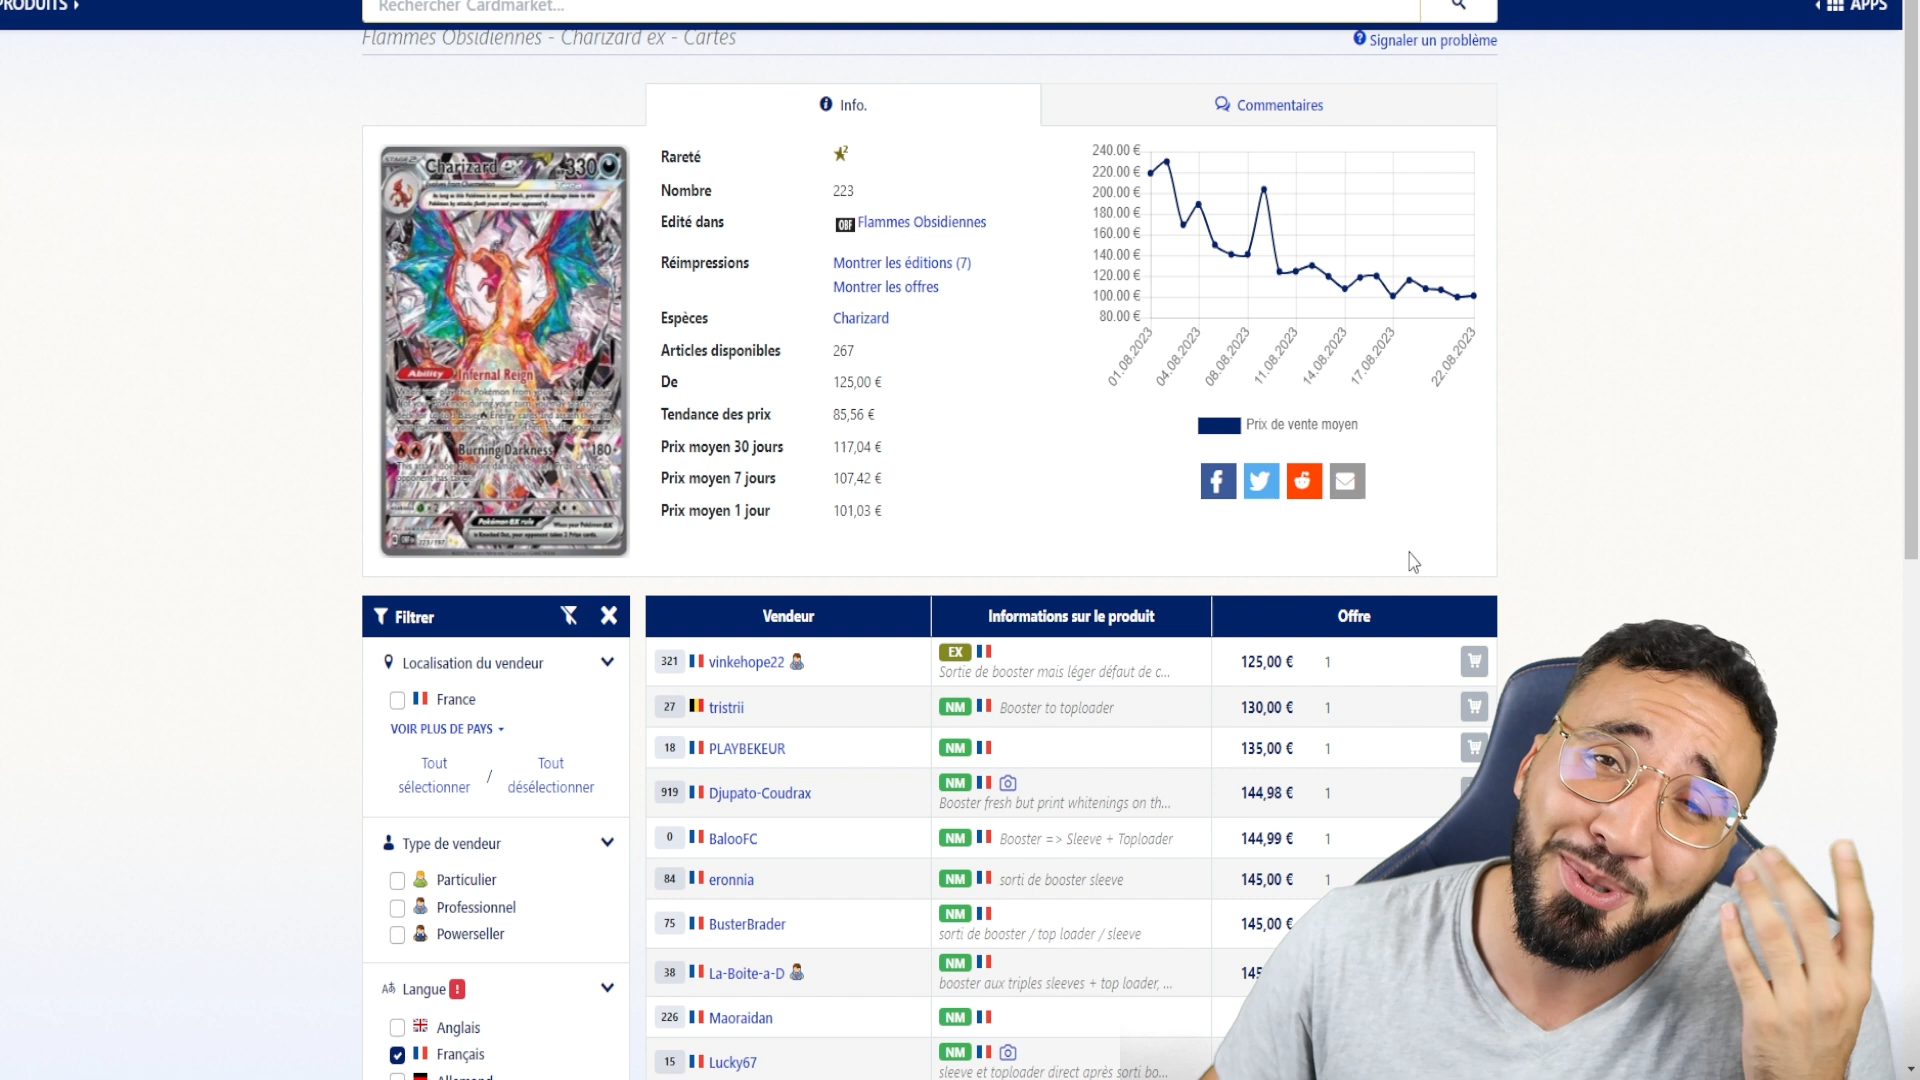 PRODUITS
Rechercher Cardmarket...
APPS
Flammes Obsidiennes - Charizard ex - Cartes
Signaler un problème
Info.
Commentaires
Charizard ex 330
Ability Infernal Reign
Burning Darkness 180+
Pokémon ex rule
Rareté
Nombre 223
Edité dans OBF Flammes Obsidiennes
Réimpressions Montrer les éditions (7)
Montrer les offres
Espèces Charizard
Articles disponibles 267
De 125,00 €
Tendance des prix 85,56 €
Prix moyen 30 jours 117,04 €
Prix moyen 7 jours 107,42 €
Prix moyen 1 jour 101,03 €
240.00 €
220.00 €
200.00 €
180.00 €
160.00 €
140.00 €
120.00 €
100.00 €
80.00 €
01.08.2023
04.08.2023
08.08.2023
11.08.2023
14.08.2023
17.08.2023
22.08.2023
Prix de vente moyen
Filtrer
Localisation du vendeur
France
VOIR PLUS DE PAYS
Tout sélectionner / Tout désélectionner
Type de vendeur
Particulier
Professionnel
Powerseller
Langue !
Anglais
Français
Allemand
Vendeur Informations sur le produit Offre
321 vinkehope22 EX 125,00 € 1
Sortie de booster mais léger défaut de c...
27 tristrii NM Booster to toploader 130,00 € 1
18 PLAYBEKEUR NM 135,00 € 1
919 Djupato-Coudrax NM 144,98 € 1
Booster fresh but print whitenings on th...
0 BalooFC NM Booster => Sleeve + Toploader 144,99 € 1
84 eronnia NM sorti de booster sleeve 145,00 € 1
75 BusterBrader NM 145,00 €
sorti de booster / top loader / sleeve
38 La-Boite-a-D NM 145
booster aux triples sleeves + top loader, ...
226 Maoraidan NM
15 Lucky67 NM
sleeve et toploader direct après sorti bo...